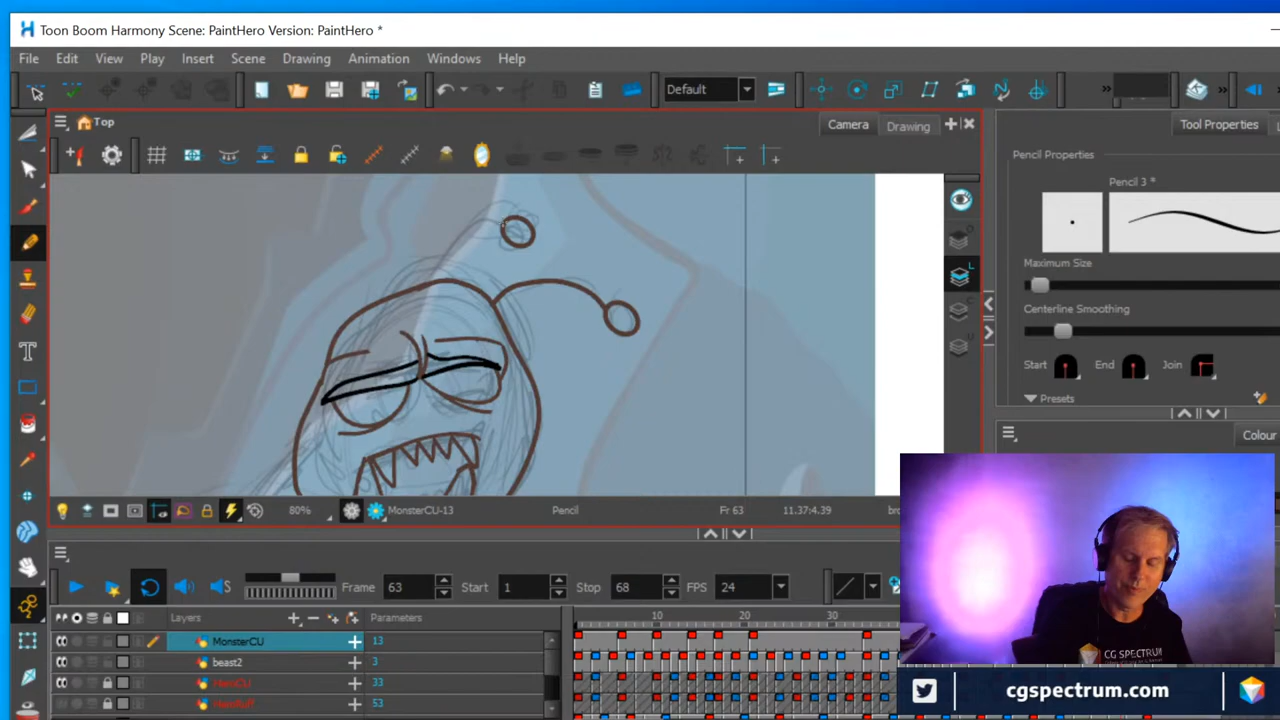 Toon Boom Harmony Scene: PaintHero Version: PaintHero *
File Edit View Play Insert Scene Drawing Animation Windows Help
Default
Top Camera Drawing
Tool Properties
Pencil Properties
Pencil 3 *
Maximum Size
Centerline Smoothing
Start End Join
Presets
Colour
80% MonsterCU-13 Pencil Fr 63 11.37:4.39
Frame 63 Start 1 Stop 68 FPS 24
Layers Parameters 10 20 30
MonsterCU 13
beast2 3
33
53
CG SPECTRUM
cgspectrum.com